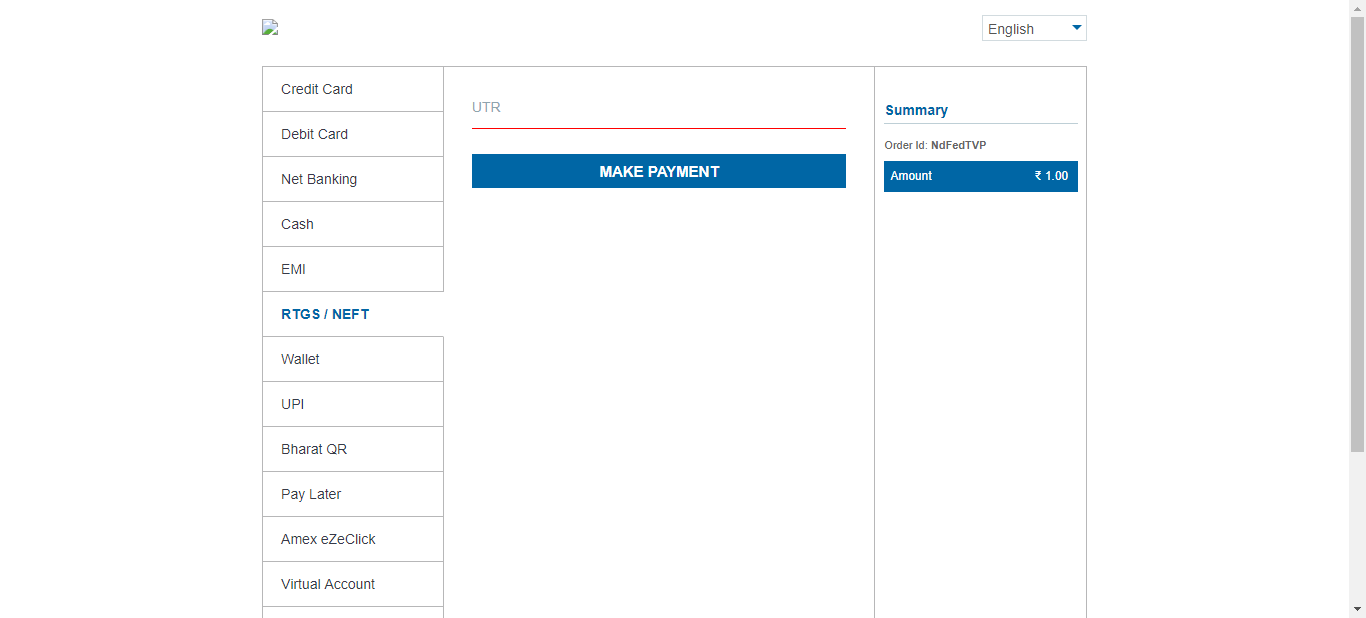 English
Credit Card
Debit Card
Net Banking
Cash
EMI
RTGS / NEFT
Wallet
UPI
Bharat QR
Pay Later
Amex eZeClick
Virtual Account
UTR
MAKE PAYMENT
Summary
Order Id: NdFedTVP
Amount ₹ 1.00